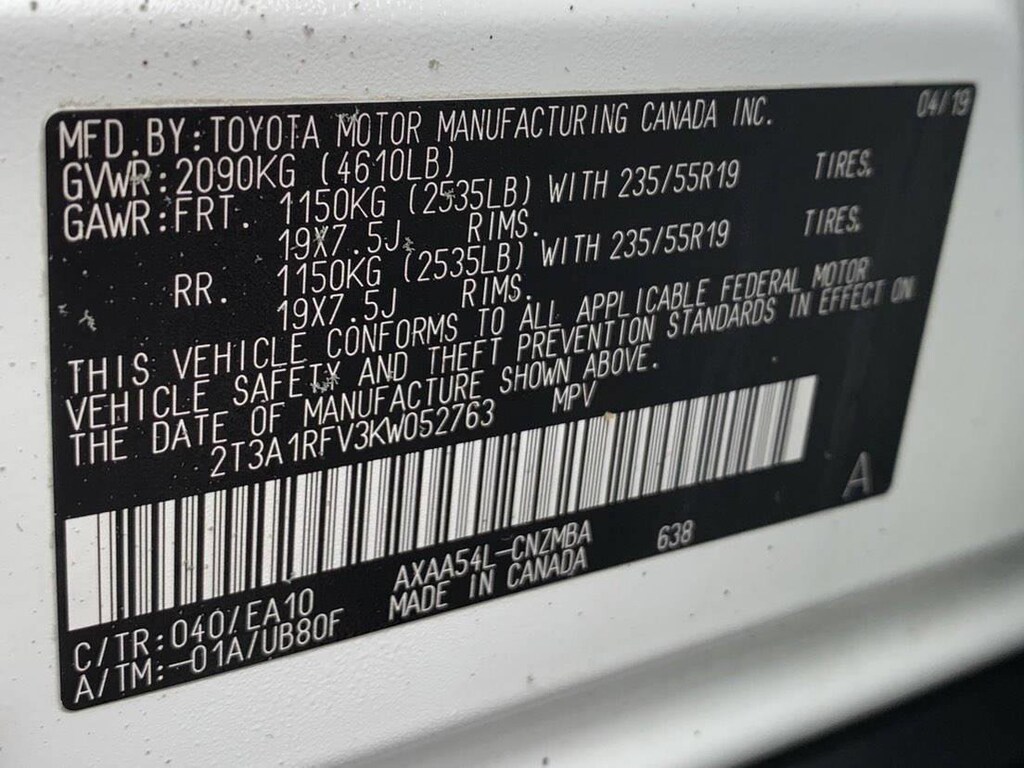 04/19
MFD.BY:TOYOTA MOTOR MANUFACTURING CANADA INC.
GVWR:2090KG (4610LB)
GAWR:FRT. 1150KG (2535LB) WITH 235/55R19 TIRES,
19X7.5J RIMS.
RR. 1150KG (2535LB) WITH 235/55R19 TIRES,
19X7.5J RIMS.
THIS VEHICLE CONFORMS TO ALL APPLICABLE FEDERAL MOTOR
VEHICLE SAFETY AND THEFT PREVENTION STANDARDS IN EFFECT ON
THE DATE OF MANUFACTURE SHOWN ABOVE.
2T3A1RFV3KW052763 MPV
A
C/TR:040/EA10 AXAA54L-CNZMBA 638
A/TM:-01A/UB80F MADE IN CANADA